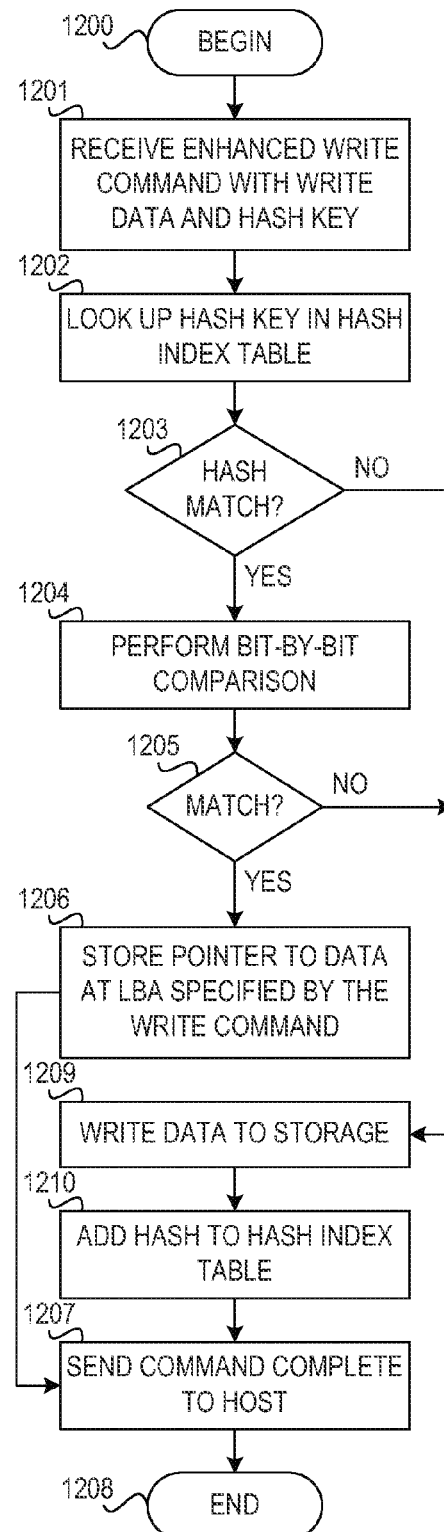 1200
BEGIN
1201
RECEIVE ENHANCED WRITE
COMMAND WITH WRITE
DATA AND HASH KEY
1202
LOOK UP HASH KEY IN HASH
INDEX TABLE
1203
HASH
MATCH?
NO
YES
1204
PERFORM BIT-BY-BIT
COMPARISON
1205
MATCH?
NO
YES
1206
STORE POINTER TO DATA
AT LBA SPECIFIED BY THE
WRITE COMMAND
1209
WRITE DATA TO STORAGE
1210
ADD HASH TO HASH INDEX
TABLE
1207
SEND COMMAND COMPLETE
TO HOST
1208
END